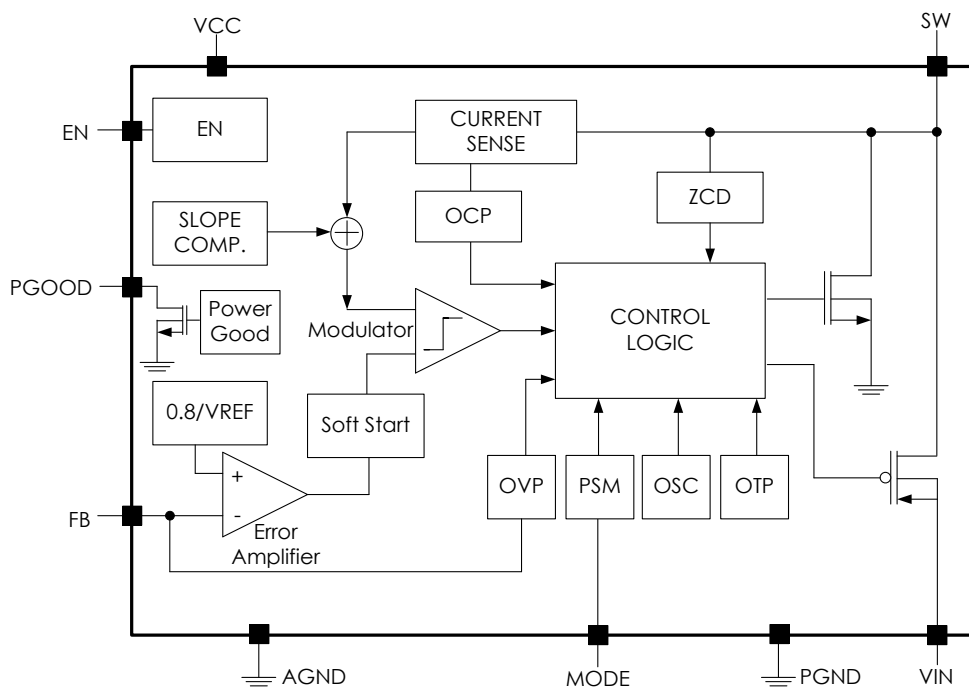 VCC
SW
EN
EN
CURRENT
SENSE
SLOPE
COMP.
OCP
ZCD
PGOOD
Power
Good
Modulator
CONTROL
LOGIC
0.8/VREF
Soft Start
+
-
Error
Amplifier
FB
OVP
PSM
OSC
OTP
AGND
MODE
PGND
VIN